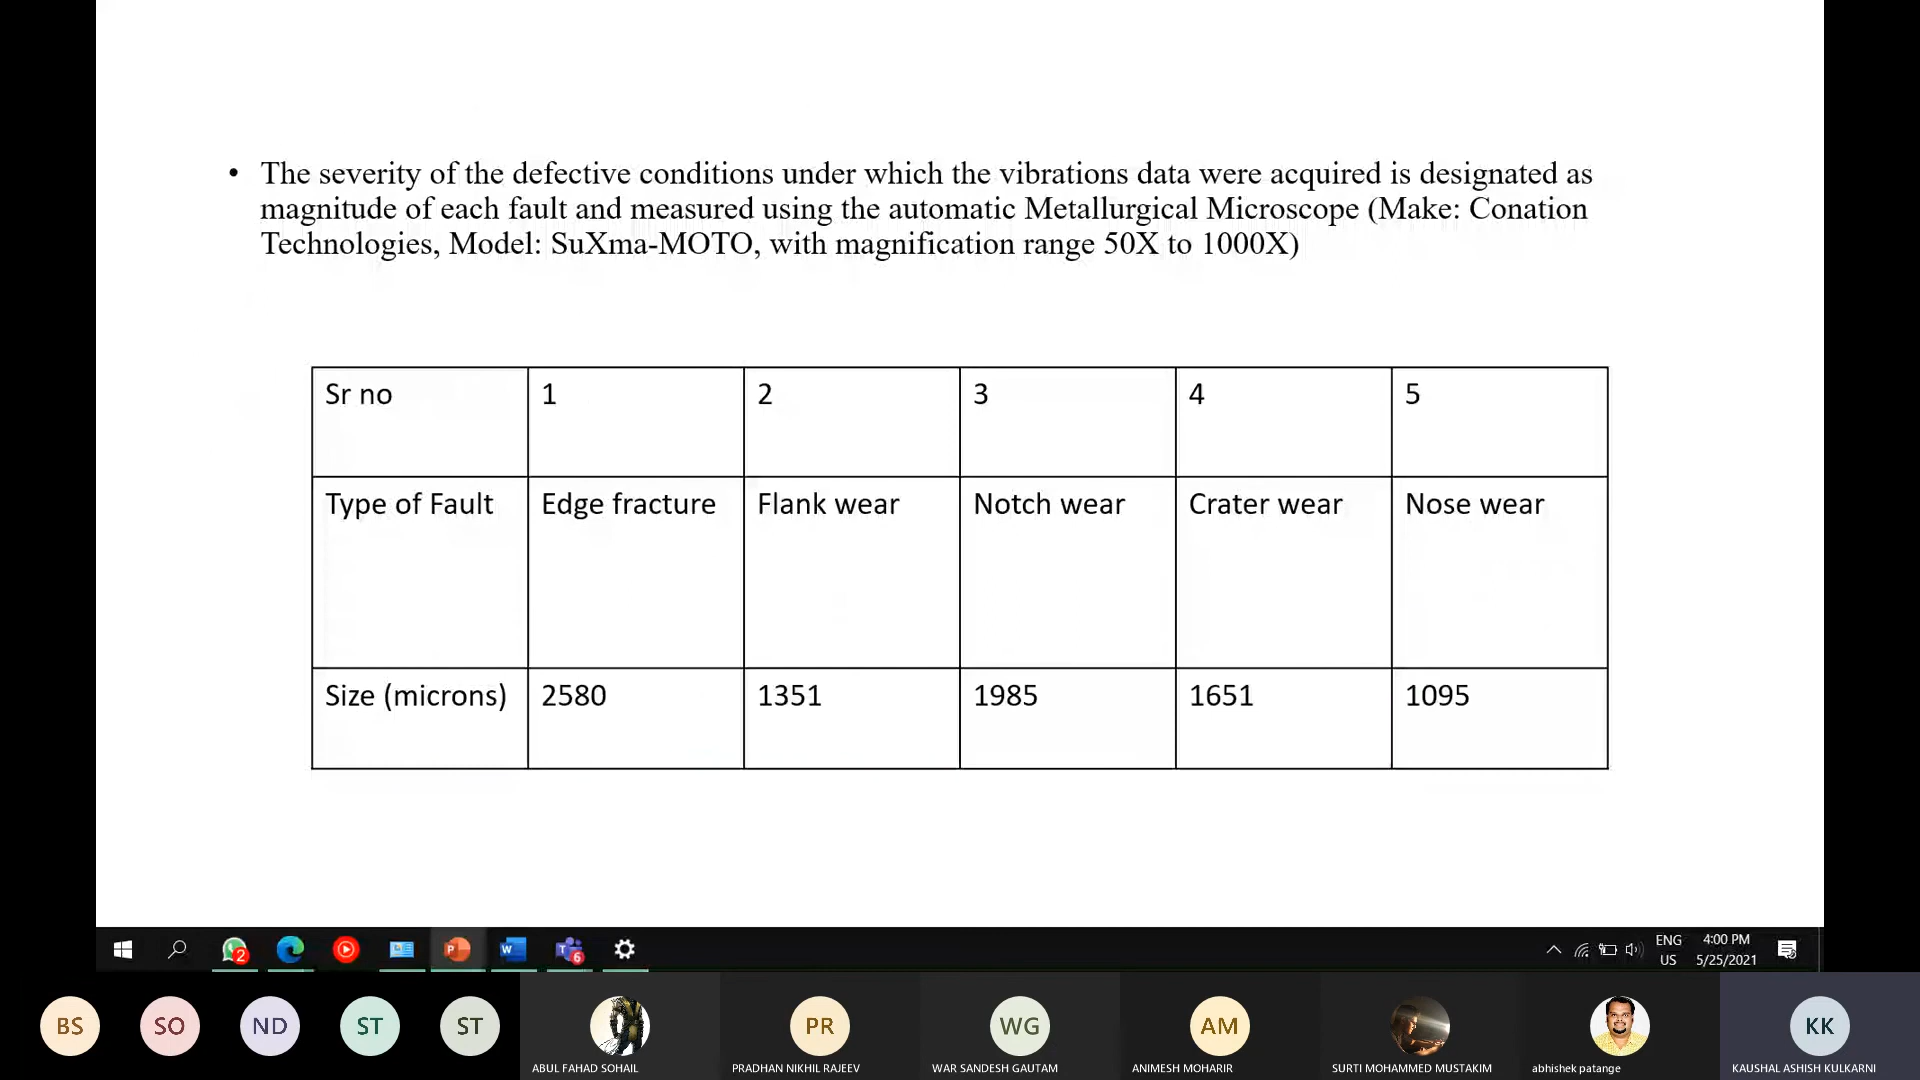 • The severity of the defective conditions under which the vibrations data were acquired is designated as
magnitude of each fault and measured using the automatic Metallurgical Microscope (Make: Conation
Technologies, Model: SuXma-MOTO, with magnification range 50X to 1000X)
Sr no 1 2 3 4 5
Type of Fault Edge fracture Flank wear Notch wear Crater wear Nose wear
Size (microns) 2580 1351 1985 1651 1095
2 P W T 6 ENG 4:00 PM
US 5/25/2021
BS SO ND ST ST PR WG AM KK
ABUL FAHAD SOHAIL PRADHAN NIKHIL RAJEEV WAR SANDESH GAUTAM ANIMESH MOHARIR SURTI MOHAMMED MUSTAKIM abhishek patange KAUSHAL ASHISH KULKARNI